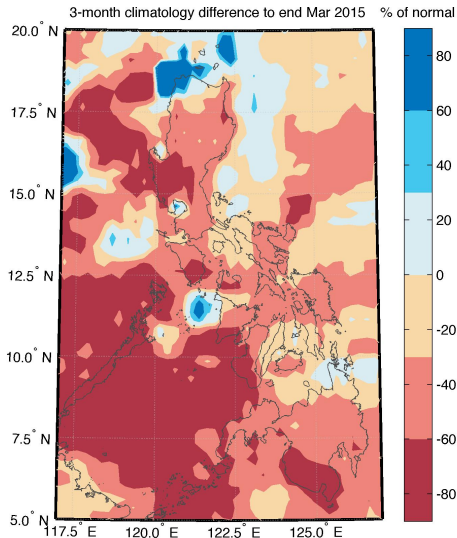 3-month climatology difference to end Mar 2015 % of normal
20.0° N
17.5° N
15.0° N
12.5° N
10.0° N
7.5° N
5.0° N
117.5° E 120.0° E 122.5° E 125.0° E
80
60
40
20
0
-20
-40
-60
-80